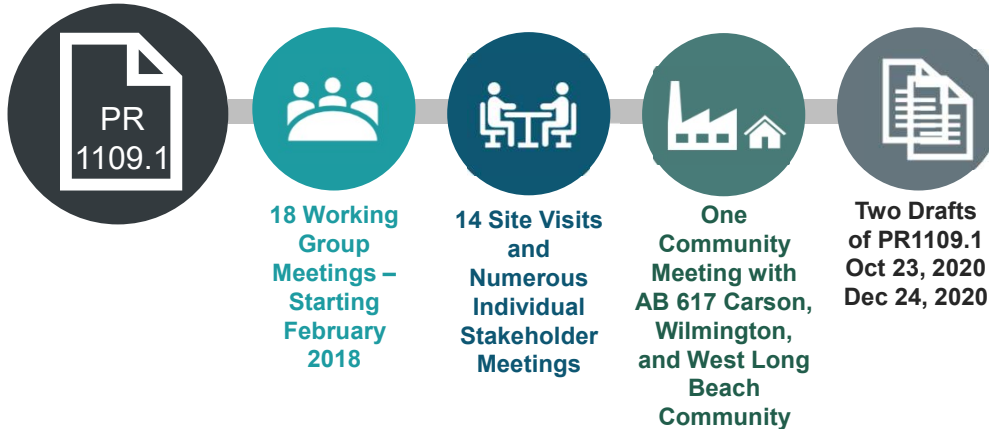 PR
1109.1
18 Working
Group
Meetings –
Starting
February
2018
14 Site Visits
and
Numerous
Individual
Stakeholder
Meetings
One
Community
Meeting with
AB 617 Carson,
Wilmington,
and West Long
Beach
Community
Two Drafts
of PR1109.1
Oct 23, 2020
Dec 24, 2020